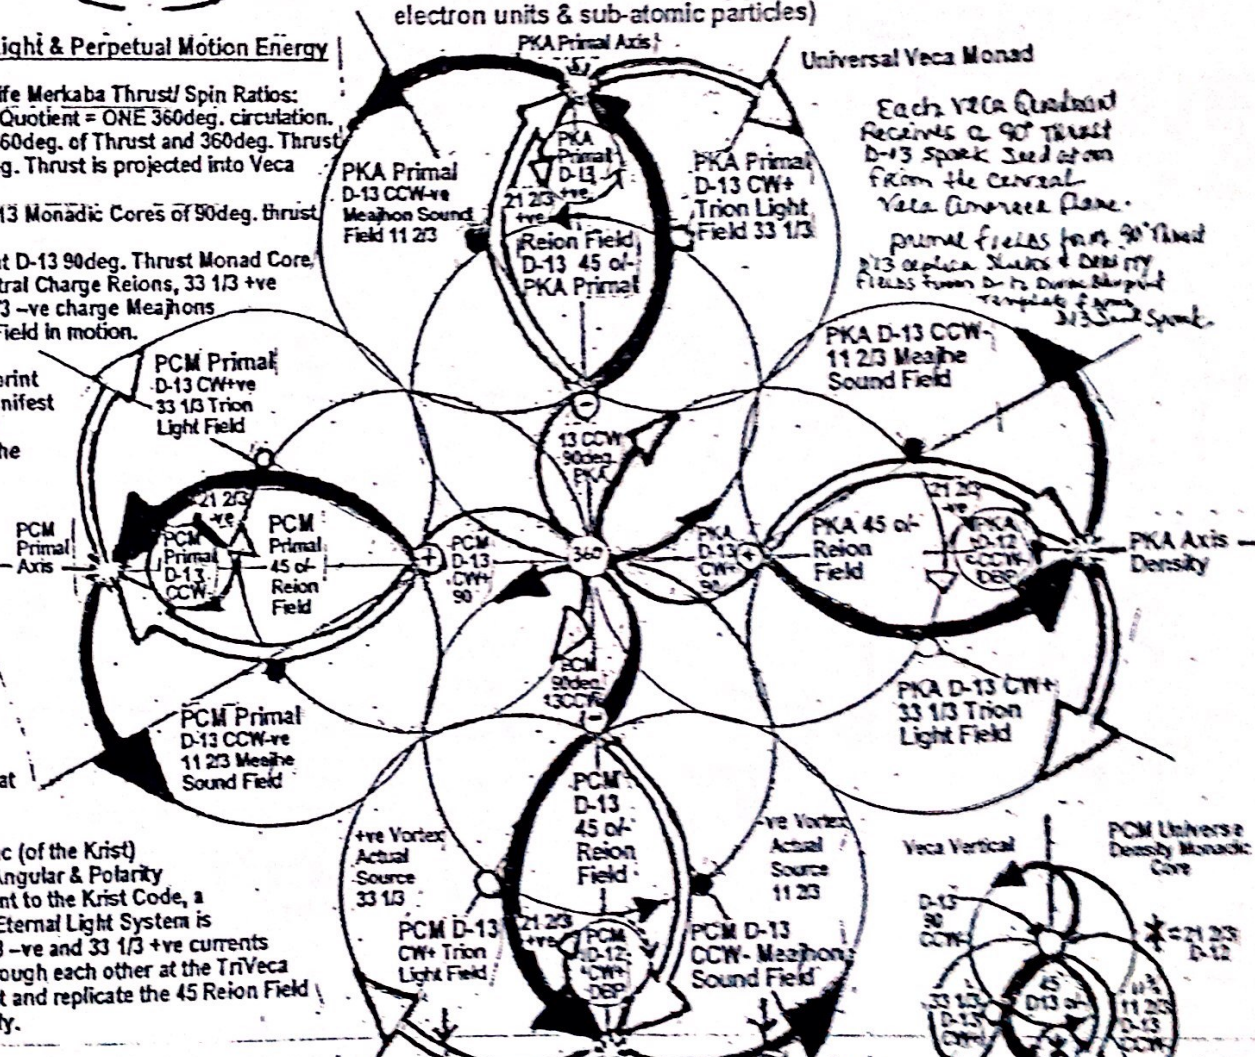 electron units & sub-atomic particles)
PKA Primal Axis
Universal Veca Monad
ight & Perpetual Motion Energy
ife Merkaba Thrust/ Spin Ratios:
Quotient = ONE 360deg. circulation.
60deg. of Thrust and 360deg. Thrust
g. Thrust is projected into Veca
13 Monadic Cores of 90deg. thrust
t D-13 90deg. Thrust Monad Core,
tral Charge Reions, 33 1/3 +ve
/3 –ve charge Meajhons
Field in motion.
print
nifest
he
Each Veca Quadrant
Receives a 90° Thrust
D-13 Spark Seed atom
from the central
Veca
primal fields form 90° Thrust
PKA Primal
D-13 CCW-ve
Meajhon Sound
Field 11 2/3
PKA
Primal
D-13
+ve
21 2/3
+ve
Reion Field
D-13 45 o/-
PKA Primal
PKA Primal
D-13 CW+
Trion Light
Field 33 1/3
PCM Primal
D-13 CW+ve
33 1/3 Trion
Light Field
PKA D-13 CCW-
11 2/3 Meajhe
Sound Field
13 CCW
90deg.
PKA
PCM
Primal
Axis
21 2/3
-ve
PCM
Primal
D-13
CCW-
PCM
Primal
45 o/-
Reion
Field
+
PCM
D-13
CW+
90
360
PKA
D-13
CW+
90
+
PKA 45 o/-
Reion
Field
21 2/3
-ve
PKA
D-12
CCW-
DBP
PKA Axis
Density
PCM
90deg.
13CCW
PCM Primal
D-13 CCW-ve
11 2/3 Meajhe
Sound Field
PKA D-13 CW+
33 1/3 Trion
Light Field
at
c (of the Krist)
Angular & Polarity
nt to the Krist Code, a
Eternal Light System is
3 –ve and 33 1/3 +ve currents
ough each other at the TriVeca
t and replicate the 45 Reion Field
ly.
+ve Vortex
Actual
Source
33 1/3
PCM
D-13
45 o/-
Reion
Field
-ve Vortex
Actual
Source
11 2/3
PCM D-13
CW+ Trion
Light Field
21 2/3
+ve
PCM
D-12
CW+
DBP
PCM D-13
CCW- Meajhon
Sound Field
Veca Vertical
PCM Universe
Density Monadic
Core
D-13
90
CCW-
=21 2/3
D-12
33 1/3
D-13
CW+
45
D13 o/-
11 2/3
D-13
CCW-